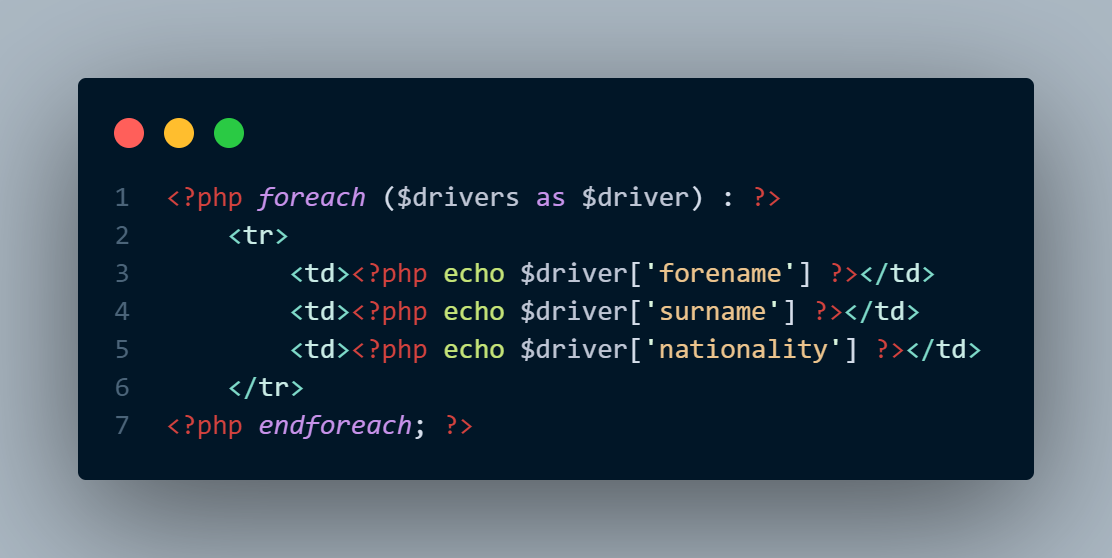 1 <?php foreach ($drivers as $driver) : ?>
2     <tr>
3         <td><?php echo $driver['forename'] ?></td>
4         <td><?php echo $driver['surname'] ?></td>
5         <td><?php echo $driver['nationality'] ?></td>
6     </tr>
7 <?php endforeach; ?>